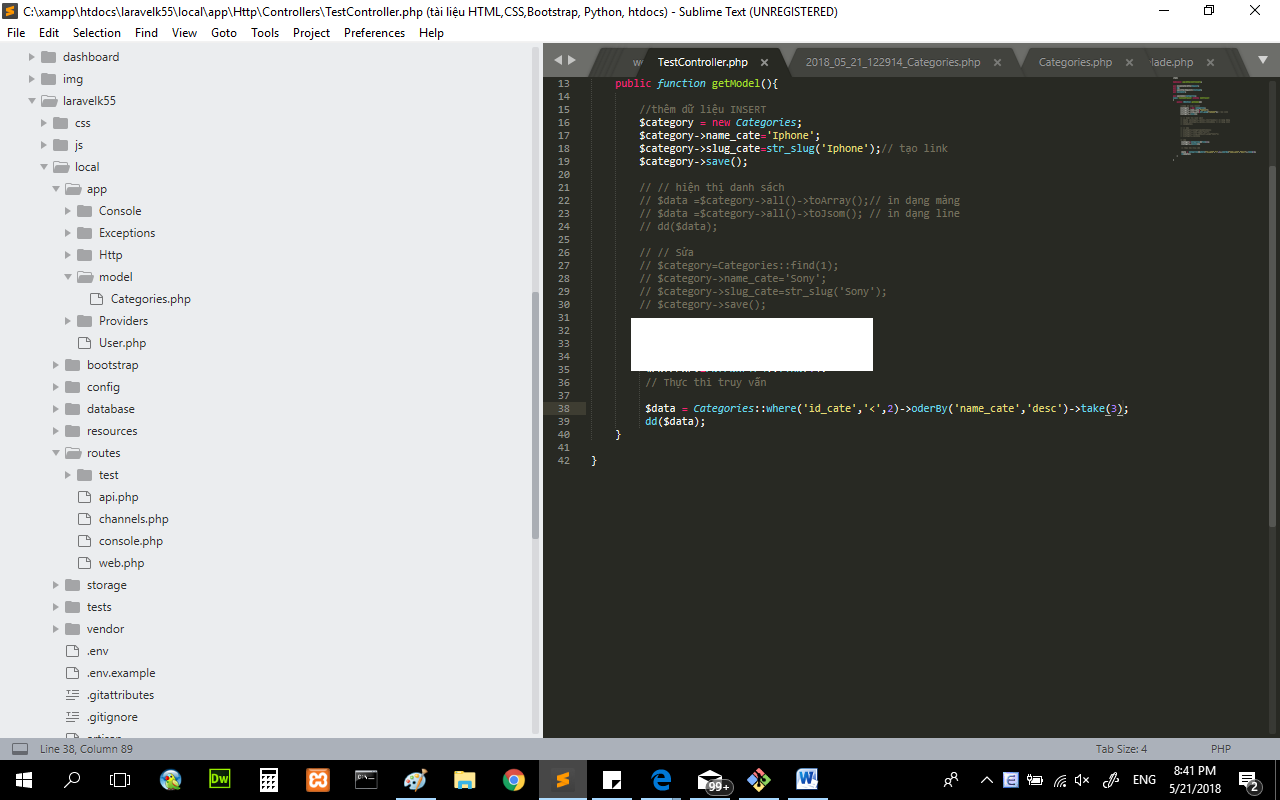 C:\xampp\htdocs\laravelk55\local\app\Http\Controllers\TestController.php (tài liệu HTML,CSS,Bootstrap, Python, htdocs) - Sublime Text (UNREGISTERED)
File Edit Selection Find View Goto Tools Project Preferences Help
dashboard
img
laravelk55
css
js
local
app
Console
Exceptions
Http
model
Categories.php
Providers
User.php
bootstrap
config
database
resources
routes
test
api.php
channels.php
console.php
web.php
storage
tests
vendor
.env
.env.example
.gitattributes
.gitignore
TestController.php 2018_05_21_122914_Categories.php Categories.php lade.php
13 public function getModel(){
14
15 //thêm dữ liệu INSERT
16 $category = new Categories;
17 $category->name_cate='Iphone';
18 $category->slug_cate=str_slug('Iphone');// tạo link
19 $category->save();
20
21 // // hiện thị danh sách
22 // $data =$category->all()->toArray();// in dạng mảng
23 // $data =$category->all()->toJsom(); // in dạng line
24 // dd($data);
25
26 // // Sửa
27 // $category=Categories::find(1);
28 // $category->name_cate='Sony';
29 // $category->slug_cate=str_slug('Sony');
30 // $category->save();
31
32
33
34
35
36 // Thực thi truy vấn
37
38 $data = Categories::where('id_cate','<',2)->oderBy('name_cate','desc')->take(3);
39 dd($data);
40 }
41
42 }
Line 38, Column 89 Tab Size: 4 PHP
Dw 99+ ENG 8:41 PM
5/21/2018 2